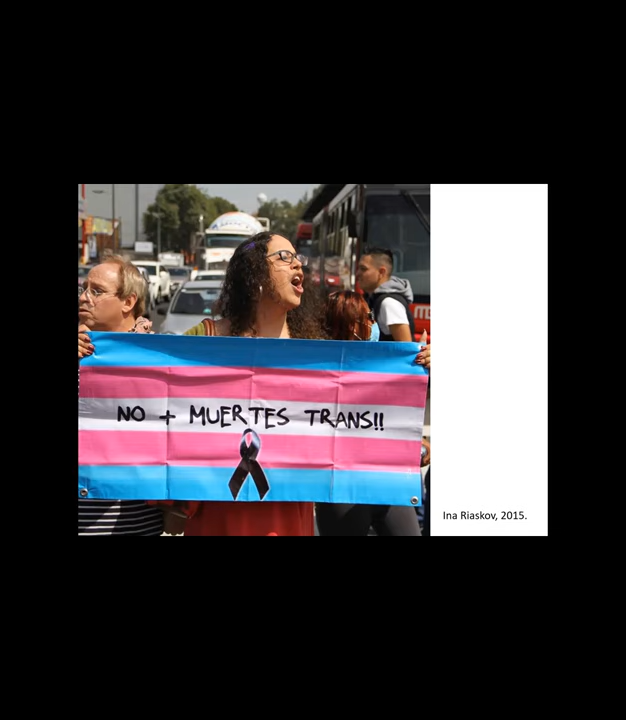 NO + MUERTES TRANS!!
Ina Riaskov, 2015.